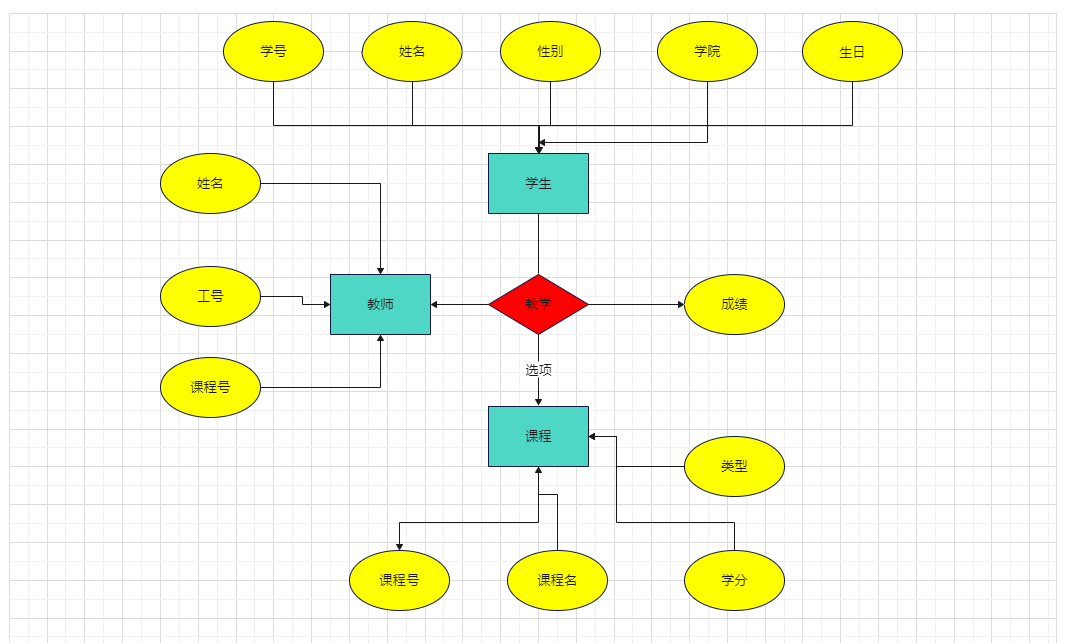 学号
姓名
性别
学院
生日
姓名
学生
工号
教师
教学
成绩
课程号
选项
课程
类型
课程号
课程名
学分